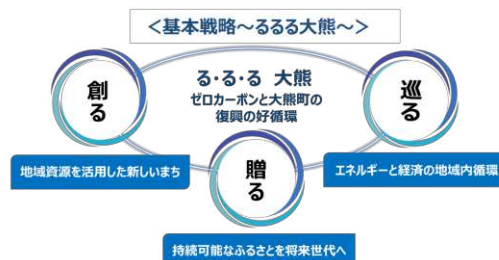 <基本戦略～るるる大熊～>
る・る・る 大熊
ゼロカーボンと大熊町の
復興の好循環
創る
巡る
贈る
地域資源を活用した新しいまち
エネルギーと経済の地域内循環
持続可能なふるさとを将来世代へ